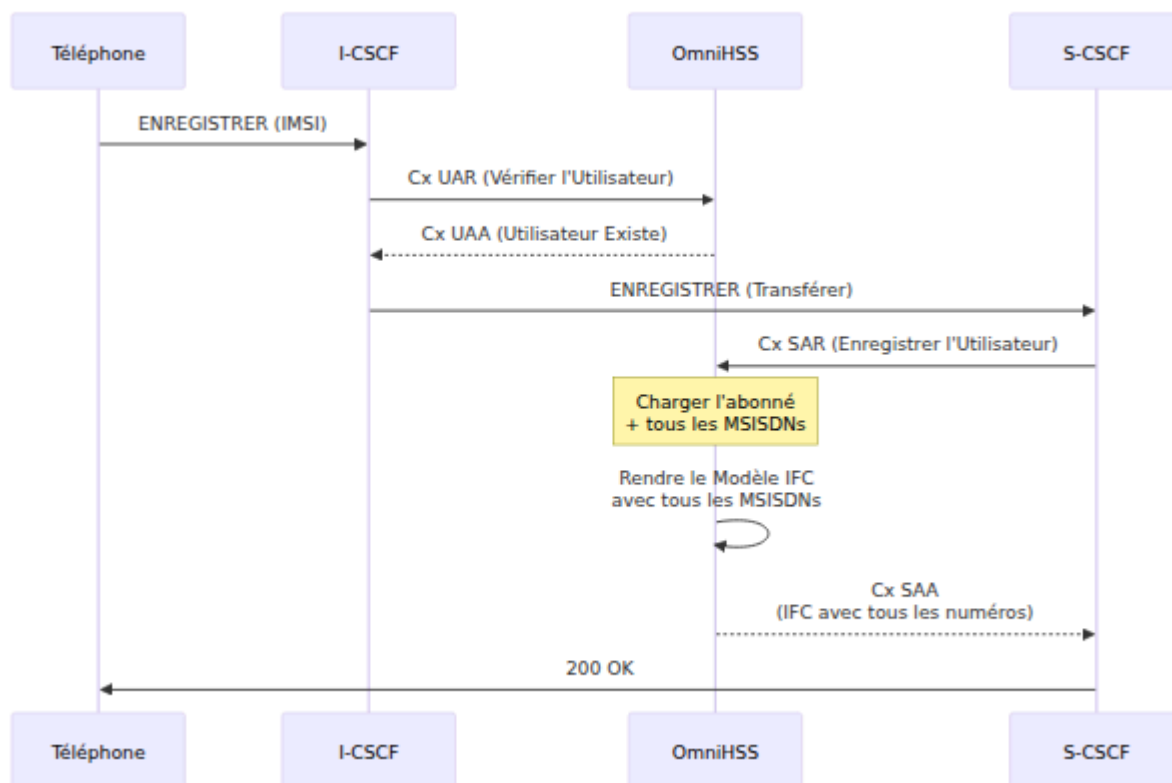 Téléphone
I-CSCF
OmniHSS
S-CSCF
ENREGISTRER (IMSI)
Cx UAR (Vérifier l'Utilisateur)
Cx UAA (Utilisateur Existe)
ENREGISTRER (Transférer)
Cx SAR (Enregistrer l'Utilisateur)
Charger l'abonné
+ tous les MSISDNs
Rendre le Modèle IFC
avec tous les MSISDNs
Cx SAA
(IFC avec tous les numéros)
200 OK
Téléphone
I-CSCF
OmniHSS
S-CSCF